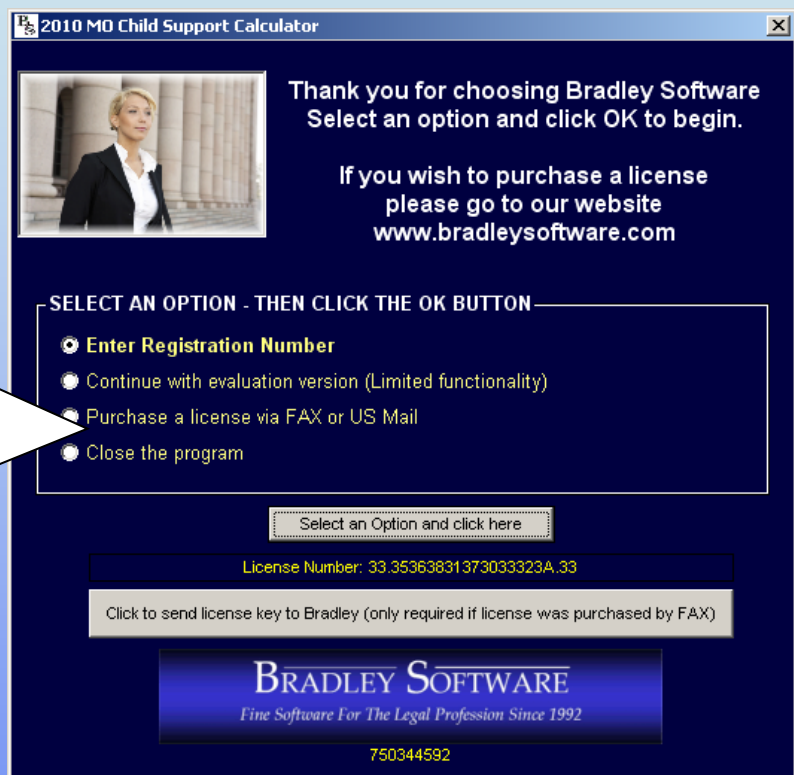 2010 MO Child Support Calculator
Thank you for choosing Bradley Software
Select an option and click OK to begin.
If you wish to purchase a license
please go to our website
www.bradleysoftware.com
SELECT AN OPTION - THEN CLICK THE OK BUTTON
Enter Registration Number
Continue with evaluation version (Limited functionality)
Purchase a license via FAX or US Mail
Close the program
Select an Option and click here
License Number: 33.35363831373033323A.33
Click to send license key to Bradley (only required if license was purchased by FAX)
BRADLEY SOFTWARE
Fine Software For The Legal Profession Since 1992
750344592